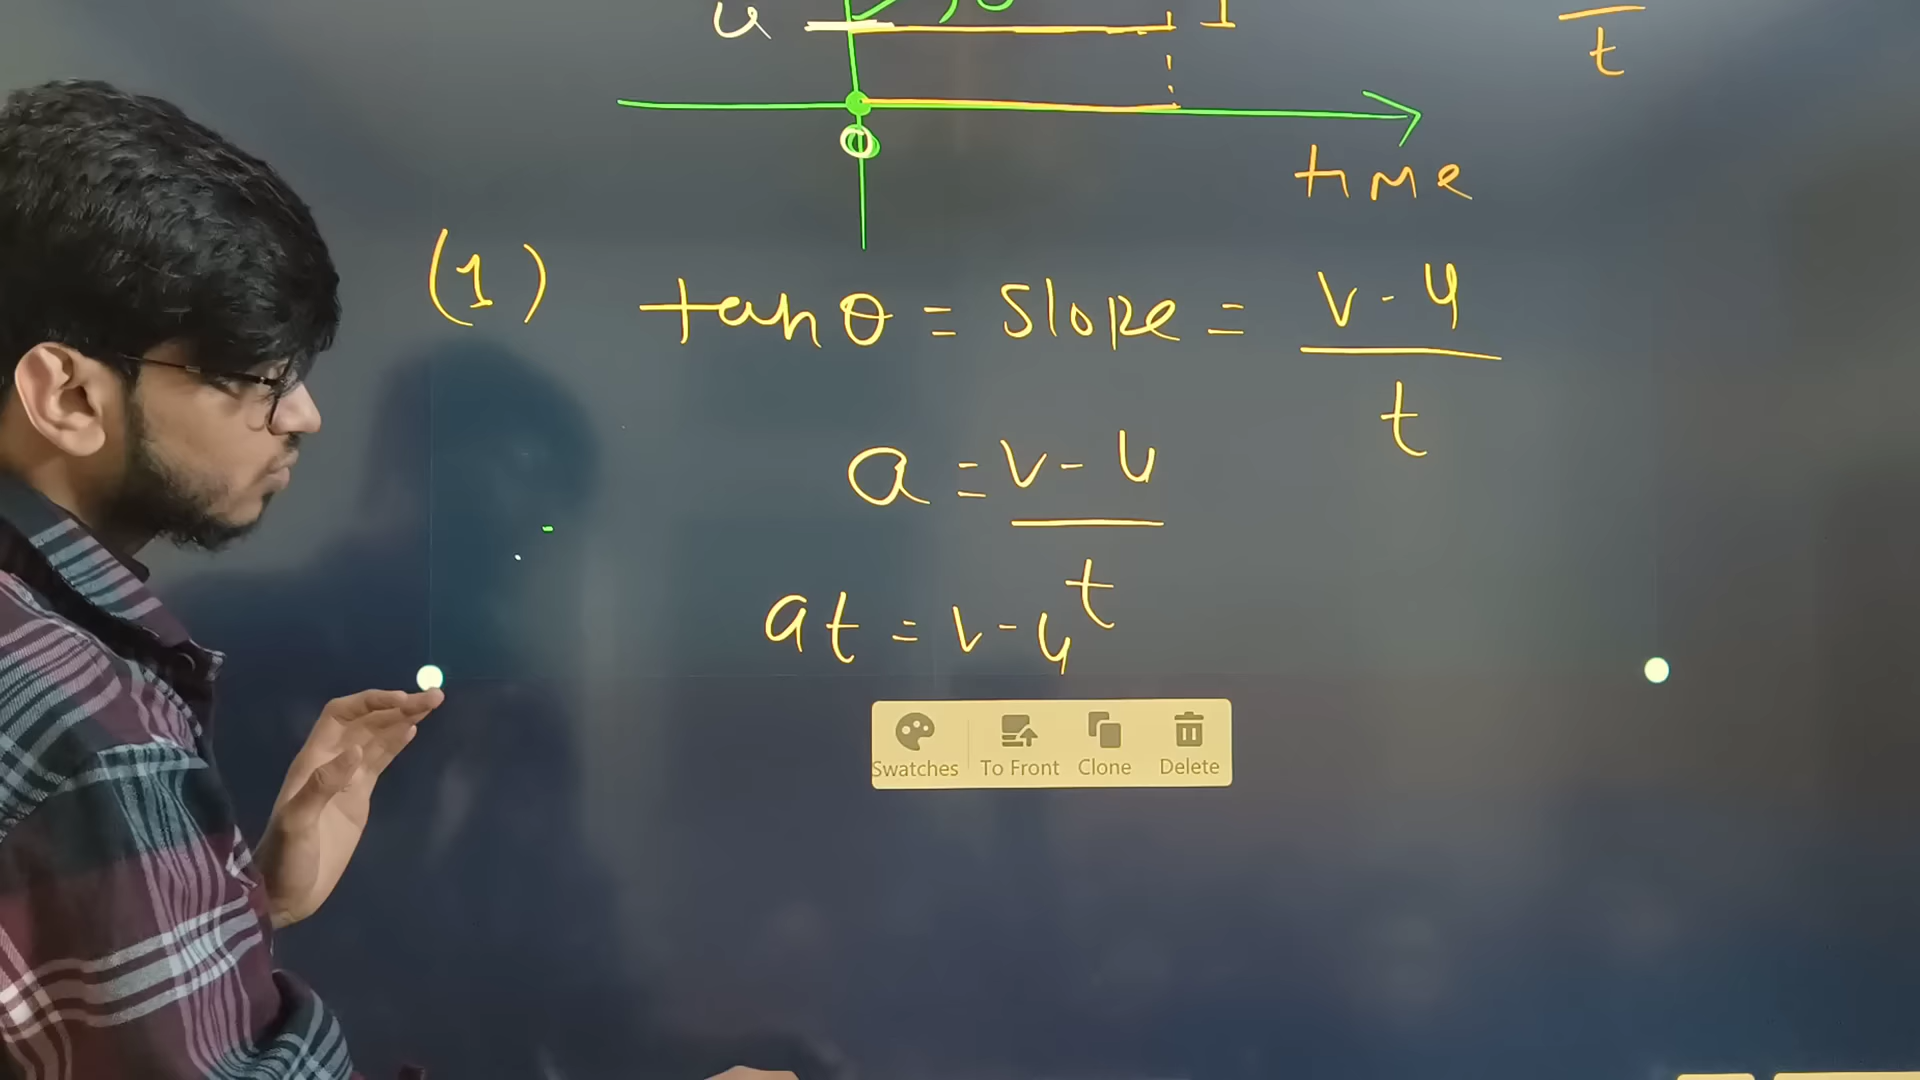 u
t
O
time
(1) tanθ = slope = v-u
t
a = v-u
t
at = v-u
Swatches To Front Clone Delete